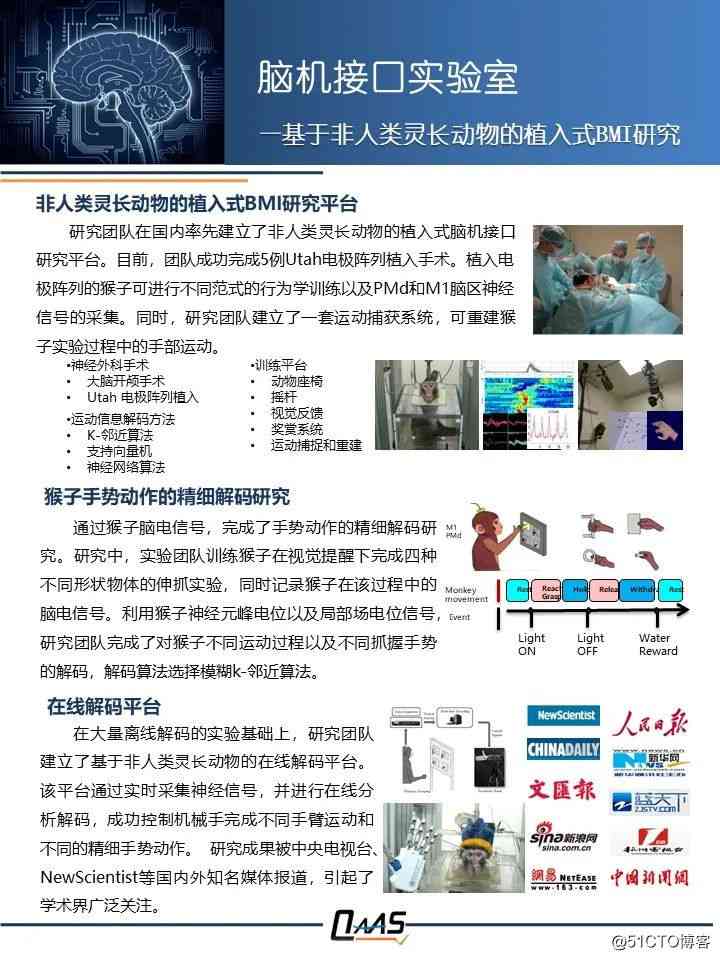 脑机接口实验室
—基于非人类灵长动物的植入式BMI研究
非人类灵长动物的植入式BMI研究平台
研究团队在国内率先建立了非人类灵长动物的植入式脑机接口
研究平台。目前，团队成功完成5例Utah电极阵列植入手术。植入电
极阵列的猴子可进行不同范式的行为学训练以及PMd和M1脑区神经
信号的采集。同时，研究团队建立了一套运动捕获系统，可重建猴
子实验过程中的手部运动。
•神经外科手术
• 大脑开颅手术
• Utah 电极阵列植入
•运动信息解码方法
• K-邻近算法
• 支持向量机
• 神经网络算法
•训练平台
• 动物座椅
• 摇杆
• 视觉反馈
• 奖赏系统
• 运动捕捉和重建
猴子手势动作的精细解码研究
通过猴子脑电信号，完成了手势动作的精细解码研
究。研究中，实验团队训练猴子在视觉提醒下完成四种
不同形状物体的伸抓实验，同时记录猴子在该过程中的
脑电信号。利用猴子神经元峰电位以及局部场电位信号，
研究团队完成了对猴子不同运动过程以及不同抓握手势
的解码，解码算法选择模糊k-邻近算法。
M1
PMd
Monkey
movement
Rest
Reach
Grasp
Hold
Relea
Withdra
Rest
Event
Light
ON
Light
OFF
Water
Reward
在线解码平台
在大量离线解码的实验基础上，研究团队
建立了基于非人类灵长动物的在线解码平台。
该平台通过实时采集神经信号，并进行在线分
析解码，成功控制机械手完成不同手臂运动和
不同的精细手势动作。 研究成果被中央电视台、
NewScientist等国内外知名媒体报道，引起了
学术界广泛关注。
NewScientist
人民日报
CHINADAILY
新华网
文匯報
蓝天下
ZJSTV.COM
sina新浪网
sina.com.cn
網易 NETEASE
www.163.com
中國新聞網
QAAS
@51CTO博客